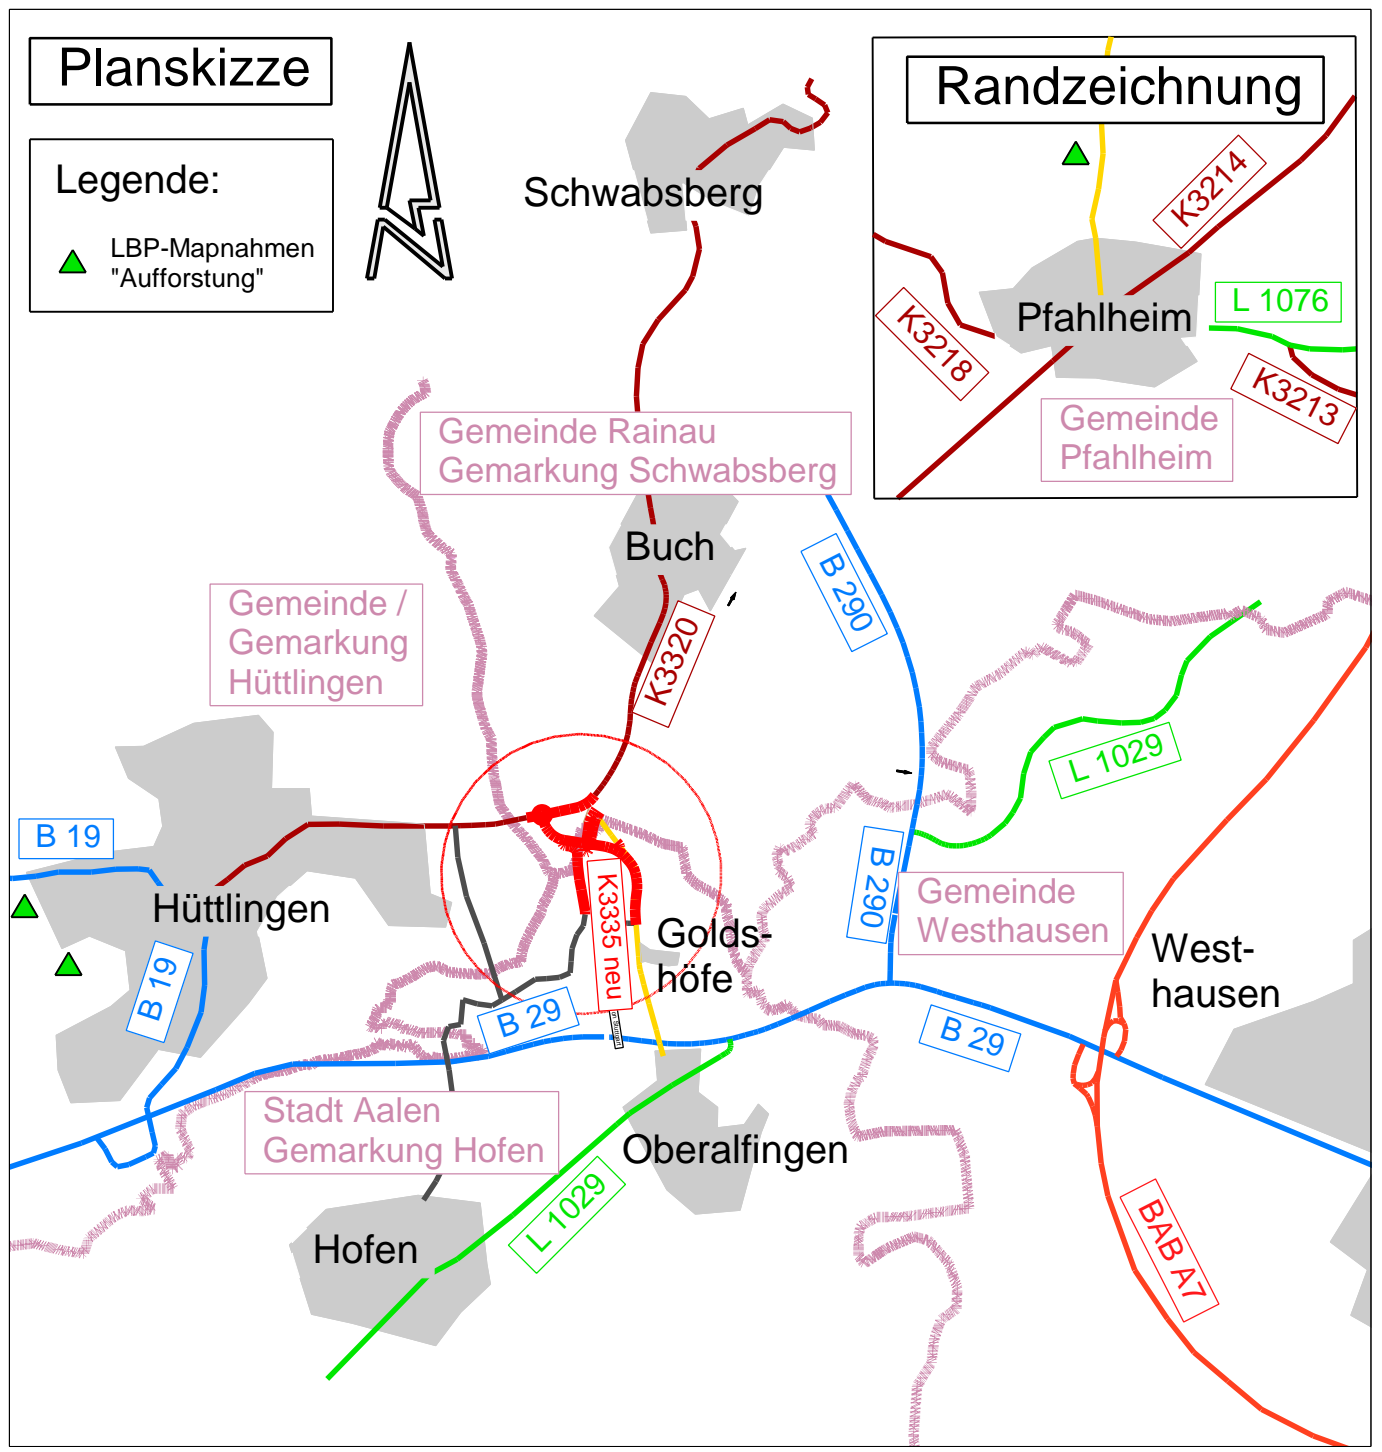 Planskizze
Legende:
LBP-Mapnahmen
"Aufforstung"
Randzeichnung
K3214
L 1076
Pfahlheim
K3218
K3213
Gemeinde
Pfahlheim
Schwabsberg
Gemeinde Rainau
Gemarkung Schwabsberg
Buch
B 290
Gemeinde /
Gemarkung
Hüttlingen
K3320
L 1029
B 19
B 290
Hüttlingen
Gemeinde
Westhausen
K3335 neu
Golds-
höfe
West-
hausen
B 19
B 29
B 29
Stadt Aalen
Gemarkung Hofen
Oberalfingen
L 1029
Hofen
BAB A7